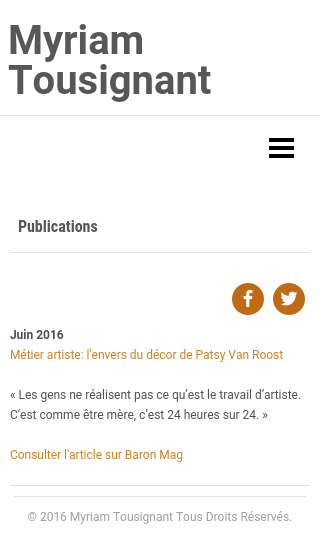 Myriam
Tousignant
Publications
Juin 2016
Métier artiste: l'envers du décor de Patsy Van Roost
« Les gens ne réalisent pas ce qu’est le travail d’artiste.
C’est comme être mère, c’est 24 heures sur 24. »
Consulter l'article sur Baron Mag
© 2016 Myriam Tousignant Tous Droits Réservés.